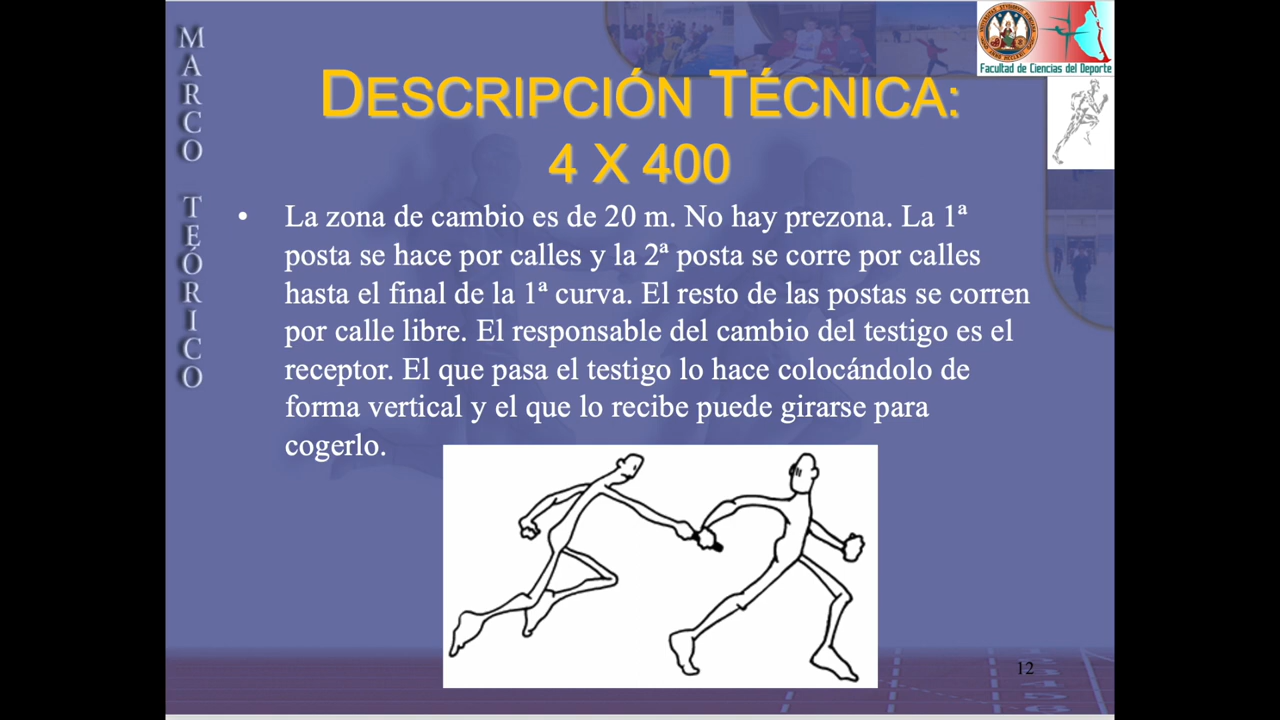 MARCO TEÓRICO
Facultad de Ciencias del Deporte
DESCRIPCIÓN TÉCNICA:
4 X 400
• La zona de cambio es de 20 m. No hay prezona. La 1ª
posta se hace por calles y la 2ª posta se corre por calles
hasta el final de la 1ª curva. El resto de las postas se corren
por calle libre. El responsable del cambio del testigo es el
receptor. El que pasa el testigo lo hace colocándolo de
forma vertical y el que lo recibe puede girarse para
cogerlo.
12